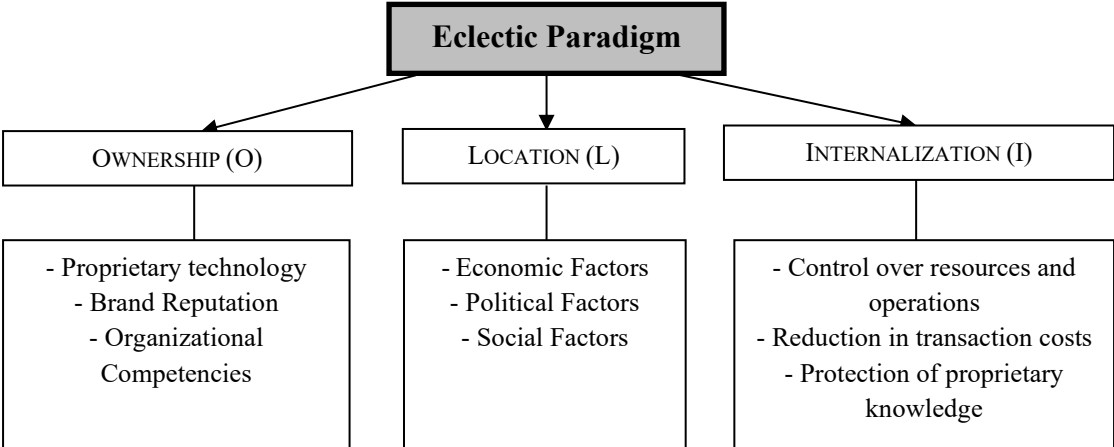 Eclectic Paradigm
OWNERSHIP (O)
LOCATION (L)
INTERNALIZATION (I)
- Proprietary technology
- Brand Reputation
- Organizational
Competencies
- Economic Factors
- Political Factors
- Social Factors
- Control over resources and
operations
- Reduction in transaction costs
- Protection of proprietary
knowledge